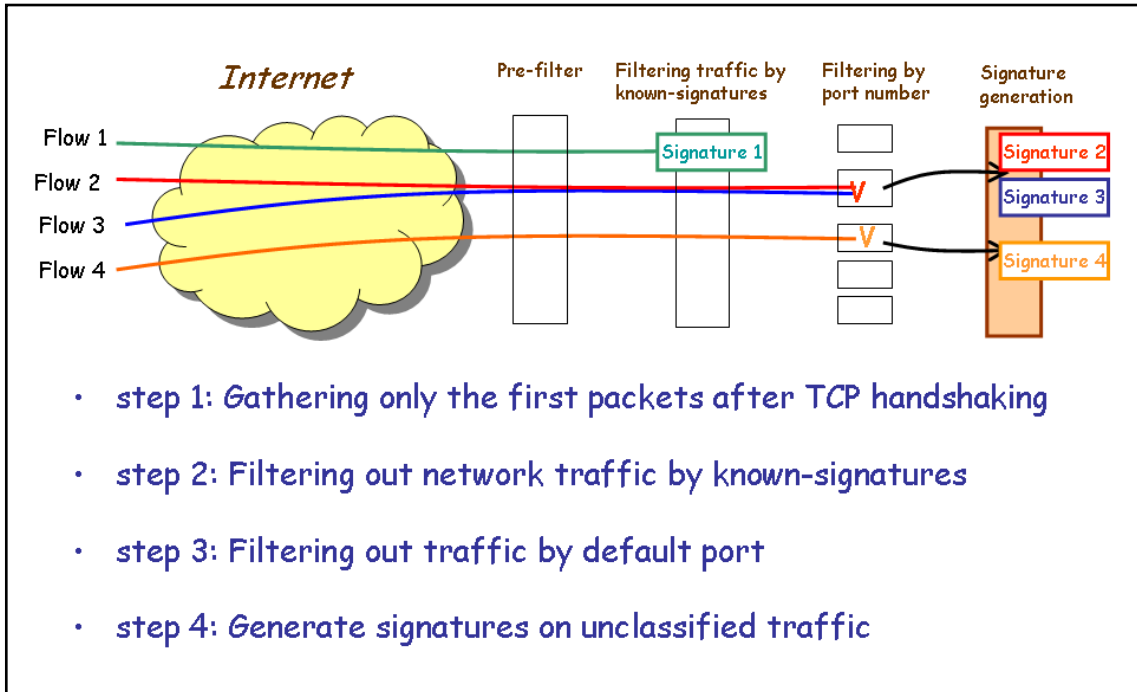 Internet
Pre-filter
Filtering traffic by
known-signatures
Filtering by
port number
Signature
generation
Flow 1
Signature 1
Signature 2
Flow 2
V
Signature 3
Flow 3
V
Flow 4
Signature 4
• step 1: Gathering only the first packets after TCP handshaking
• step 2: Filtering out network traffic by known-signatures
• step 3: Filtering out traffic by default port
• step 4: Generate signatures on unclassified traffic